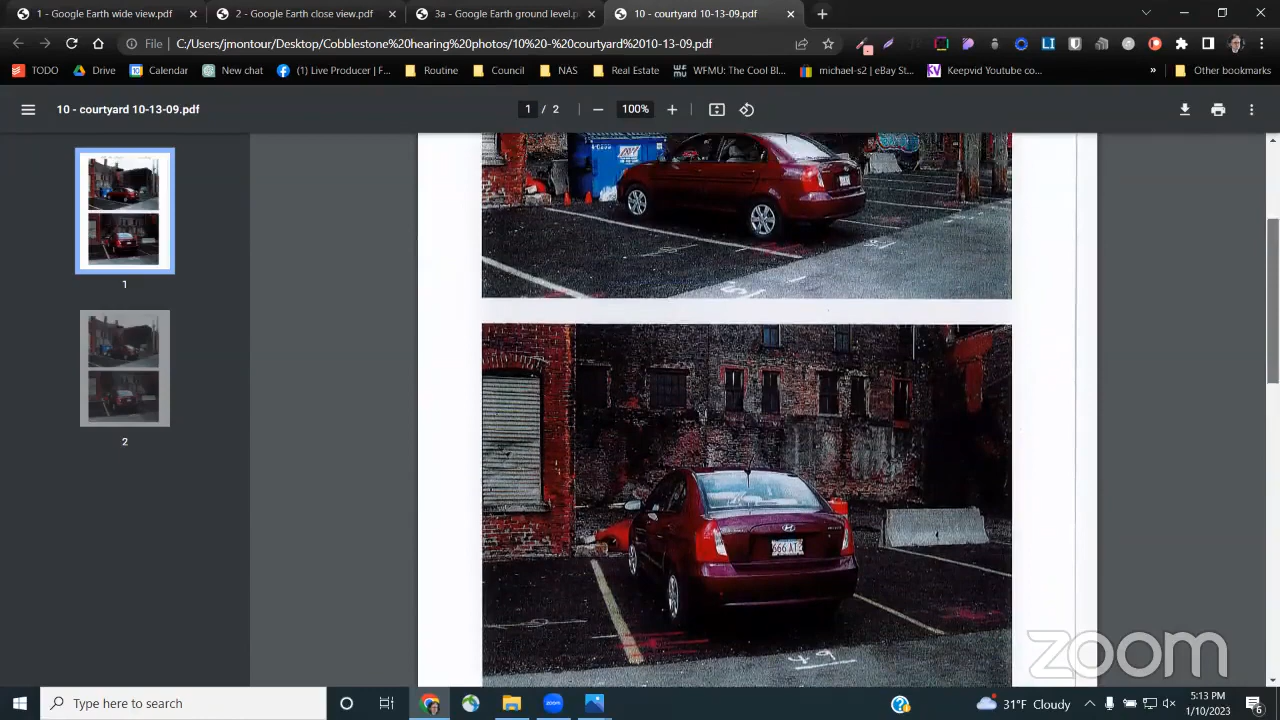 1 - Google Earth wide view.pdf
2 - Google Earth close view.pdf
3a - Google Earth ground level.p
10 - courtyard 10-13-09.pdf
File
C:/Users/jmontour/Desktop/Cobblestone%20hearing%20photos/10%20-%20courtyard%2010-13-09.pdf
TODO
Drive
Calendar
New chat
(1) Live Producer | F...
Routine
Council
NAS
Real Estate
WFMU: The Cool Bl...
michael-s2 | eBay St...
Keepvid Youtube co...
»
Other bookmarks
10 - courtyard 10-13-09.pdf
1 / 2
100%
1
2
49
zoom
Type here to search
zoom
31°F Cloudy
5:13 PM
1/10/2023
6